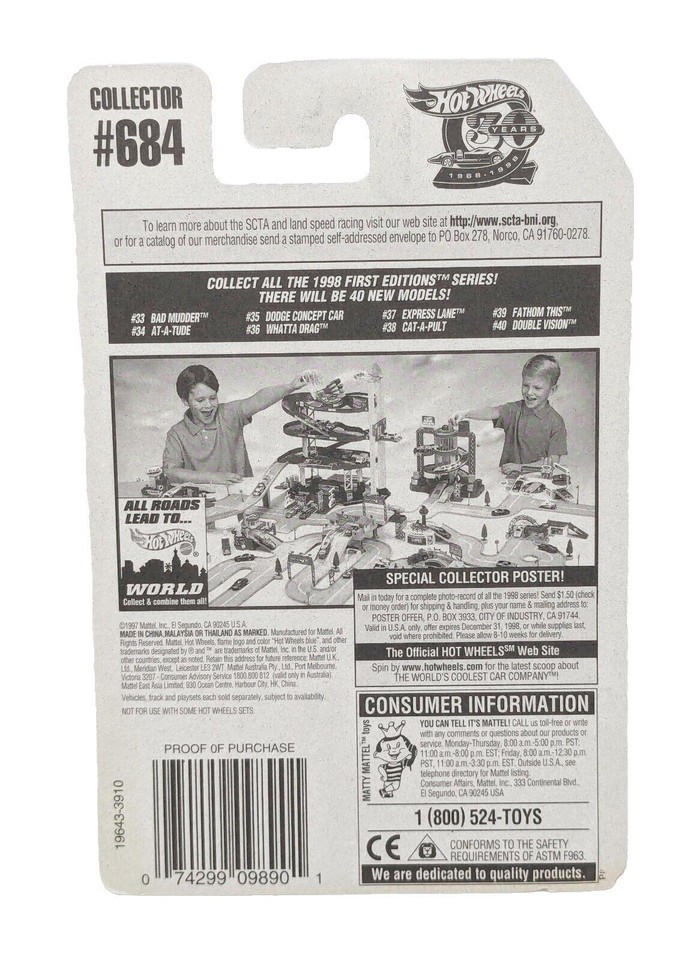 COLLECTOR
#684
HOT WHEELS
30 YEARS
1968-1998
To learn more about the SCTA and land speed racing visit our web site at http://www.scta-bni.org,
or for a catalog of our merchandise send a stamped self-addressed envelope to PO Box 278, Norco, CA 91760-0278.
COLLECT ALL THE 1998 FIRST EDITIONS™ SERIES!
THERE WILL BE 40 NEW MODELS!
#33 BAD MUDDER™ #35 DODGE CONCEPT CAR #37 EXPRESS LANE™ #39 FATHOM THIS™
#34 AT-A-TUDE #36 WHATTA DRAG™ #38 CAT-A-PULT #40 DOUBLE VISION™
ALL ROADS
LEAD TO...
HOT WHEELS®
WORLD
Collect & combine them all!
SPECIAL COLLECTOR POSTER!
Mail in today for a complete photo-record of all the 1998 series! Send $1.50 (check
or money order) for shipping & handling, plus your name & mailing address to:
POSTER OFFER, P.O. BOX 3933, CITY OF INDUSTRY, CA 91744.
Valid in U.S.A. only, offer expires December 31, 1998, or while supplies last,
void where prohibited. Please allow 8-10 weeks for delivery.
The Official HOT WHEELS℠ Web Site
Spin by www.hotwheels.com for the latest scoop about
THE WORLD'S COOLEST CAR COMPANY™!
©1997 Mattel, Inc., El Segundo, CA 90245 U.S.A.
MADE IN CHINA, MALAYSIA OR THAILAND AS MARKED. Manufactured for Mattel. All
Rights Reserved. Mattel, Hot Wheels, flame logo and color "Hot Wheels blue", and other
trademarks designated by ® and ™ are trademarks of Mattel, Inc. in the U.S. and/or
other countries, except as noted. Retain this address for future reference: Mattel U.K.,
Ltd., Meridian West, Leicester LE3 2WT. Mattel Australia Pty., Ltd., Port Melbourne,
Victoria 3207 - Consumer Advisory Service 1800 800 812 (valid only in Australia).
Mattel East Asia Limited, 930 Ocean Centre, Harbour City, HK, China.
Vehicles, track and playsets each sold separately, subject to availability.
NOT FOR USE WITH SOME HOT WHEELS SETS.
CONSUMER INFORMATION
MATTY MATTEL™ toys
YOU CAN TELL IT'S MATTEL! CALL us toll-free or write
with any comments or questions about our products or
service. Monday-Thursday, 8:00 a.m.-5:00 p.m. PST;
11:00 a.m.-8:00 p.m. EST; Friday, 8:00 a.m.-12:30 p.m.
PST, 11:00 a.m.-3:30 p.m. EST. Outside U.S.A., see
telephone directory for Mattel listing.
Consumer Affairs, Mattel, Inc., 333 Continental Blvd.,
El Segundo, CA 90245 USA
1 (800) 524-TOYS
CE
CONFORMS TO THE SAFETY
REQUIREMENTS OF ASTM F963.
We are dedicated to quality products.
PROOF OF PURCHASE
19643-3910
0 74299 09890 1